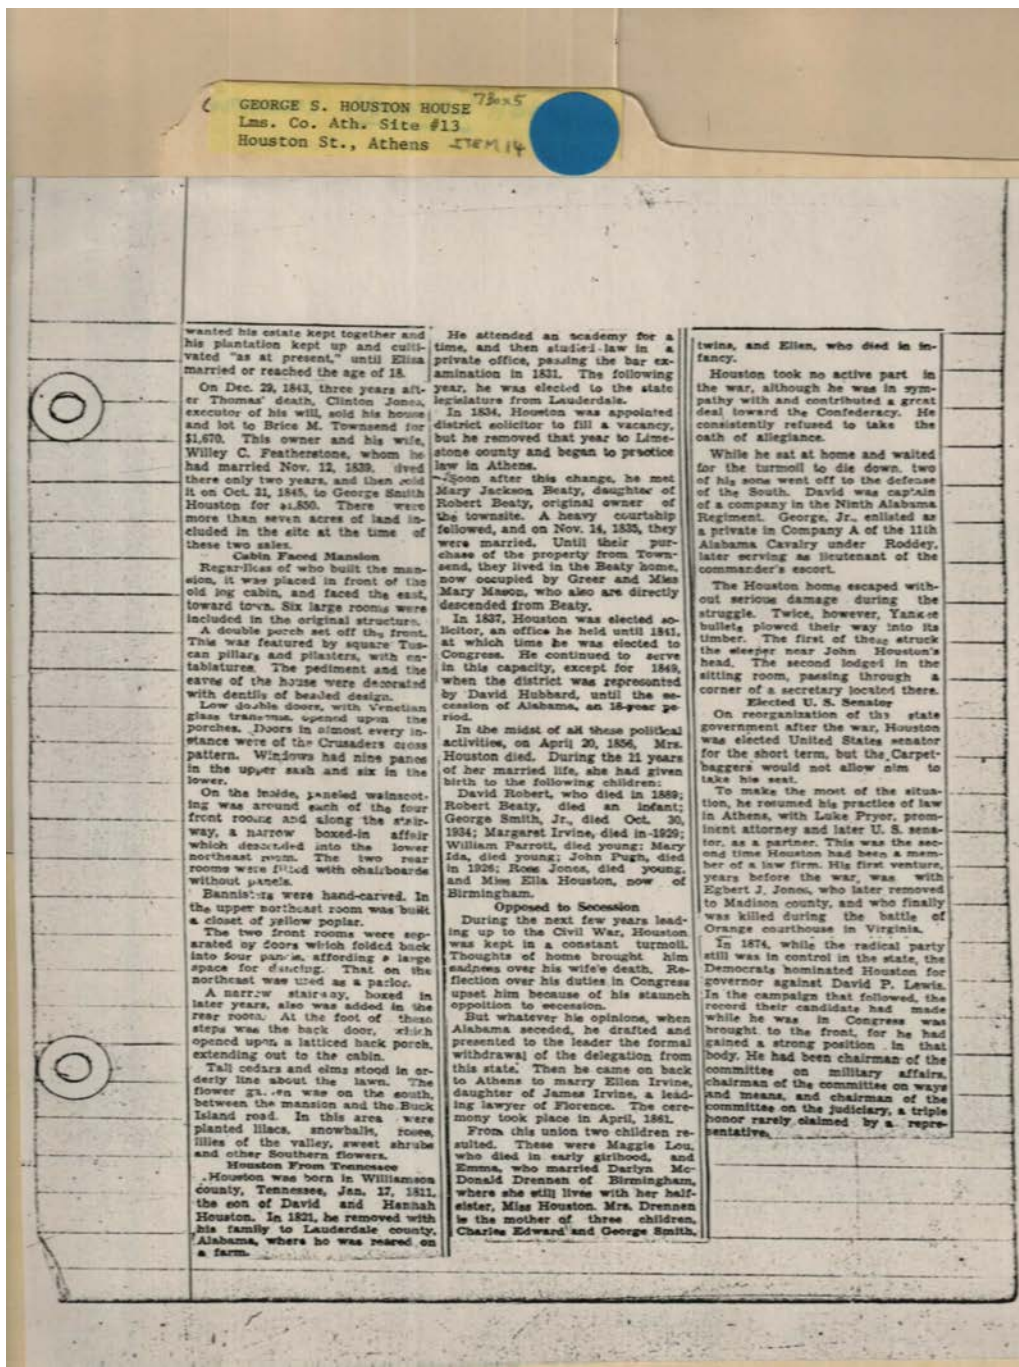 GEORGE S. HOUSTON HOUSE
Lms. Co. Ath. Site #13
Houston St., Athens ITEM 14
wanted his estate kept together and
his plantation kept up and culti-
vated "as at present," until Eliza
married or reached the age of 18.
On Dec. 29, 1843, three years aft-
er Thomas' death, Clinton Jones,
executor of his will, sold his house
and lot to Brice M. Townsend for
$1,670. This owner and his wife,
Willey C. Featherstone, whom he
had married Nov. 12, 1839, lived
there only two years, and then sold
it on Oct. 21, 1845, to George Smith
Houston for $1,850. There were
more than seven acres of land in-
cluded in the site at the time of
these two sales.
Cabin Faced Mansion
Regardless of who built the man-
sion, it was placed in front of the
old log cabin, and faced the east,
toward town. Six large rooms were
included in the original structure.
A double porch set off the front.
This was featured by square Tus-
can pillars and pilasters, with en-
tablatures. The pediment and the
eaves of the house were decorated
with dentils of beaded design.
Low double doors, with Venetian
glass transoms, opened upon the
porches. Doors in almost every in-
stance were of the Crusaders cross
pattern. Windows had nine panes
in the upper sash and six in the
lower.
On the inside, paneled wainscot-
ing was around each of the four
front rooms and along the stair-
way, a narrow boxed-in affair
which descended into the lower
northeast room. The two rear
rooms were fitted with chairboards
without panels.
Bannisters were hand-carved. In
the upper northeast room was built
a closet of yellow poplar.
The two front rooms were sep-
arated by doors which folded back
into four panels, affording a large
space for dancing. That on the
northeast was used as a parlor.
A narrow stairway, boxed in
later years, also was added in the
rear room. At the foot of these
steps was the back door, which
opened upon a latticed back porch,
extending out to the cabin.
Tall cedars and elms stood in or-
derly line about the lawn. The
flower garden was on the south,
between the mansion and the Buck
Island road. In this area were
planted lilacs, snowballs, roses,
lilies of the valley, sweet shrubs
and other Southern flowers.
Houston From Tennessee
Houston was born in Williamson
county, Tennessee, Jan. 17, 1811,
the son of David and Hannah
Houston. In 1821, he removed with
his family to Lauderdale county,
Alabama, where he was reared on
a farm.
He attended an academy for a
time, and then studied law in a
private office, passing the bar ex-
amination in 1831. The following
year, he was elected to the state
legislature from Lauderdale.
In 1834, Houston was appointed
district solicitor to fill a vacancy,
but he removed that year to Lime-
stone county and began to practice
law in Athens.
Soon after this change, he met
Mary Jackson Beaty, daughter of
Robert Beaty, original owner of
the townsite. A heavy courtship
followed, and on Nov. 14, 1835, they
were married. Until their pur-
chase of the property from Town-
send, they lived in the Beaty home,
now occupied by Greer and Miss
Mary Mason, who also are directly
descended from Beaty.
In 1837, Houston was elected so-
licitor, an office he held until 1841,
at which time he was elected to
Congress. He continued to serve
in this capacity, except for 1849,
when the district was represented
by David Hubbard, until the se-
cession of Alabama, an 18-year pe-
riod.
In the midst of all these political
activities, on April 20, 1856, Mrs.
Houston died. During the 21 years
of her married life, she had given
birth to the following children:
David Robert, who died in 1889;
Robert Beaty, died an infant;
George Smith, Jr., died Oct. 30,
1934; Margaret Irvine, died in 1929;
William Parrott, died young; Mary
Ida, died young; John Pugh, died
in 1926; Ross Jones, died young,
and Miss Ella Houston, now of
Birmingham.
Opposed to Secession
During the next few years lead-
ing up to the Civil War, Houston
was kept in a constant turmoil.
Thoughts of home brought him
sadness over his wife's death. Re-
flection over his duties in Congress
upset him because of his staunch
oppoition to secession.
But whatever his opinions, when
Alabama seceded, he drafted and
presented to the leader the formal
withdrawal of the delegation from
this state. Then he came on back
to Athens to marry Ellen Irvine,
daughter of James Irvine, a lead-
ing lawyer of Florence. The cere-
mony took place in April, 1861.
From this union two children re-
sulted. These were Maggie Lou,
who died in early girlhood, and
Emma, who married Darlyn Mc-
Donald Drennen of Birmingham,
where she still lives with her half-
sister, Miss Houston. Mrs. Drennen
is the mother of three children,
Charles Edward and George Smith,
twins, and Ellen, who died in in-
fancy.
Houston took no active part in
the war, although he was in sym-
pathy with and contributed a great
deal toward the Confederacy. He
consistently refused to take the
oath of allegiance.
While he sat at home and waited
for the turmoil to die down, two
of his sons went off to the defense
of the South. David was captain
of a company in the Ninth Alabama
Regiment. George, Jr., enlisted as
a private in Company A of the 11th
Alabama Cavalry under Roddey,
later serving as lieutenant of the
commander's escort.
The Houston home escaped with-
out serious damage during the
struggle. Twice, however, Yankee
bullets plowed their way into its
timber. The first of these struck
the sleeper near John Houston's
head. The second lodged in the
sitting room, passing through a
corner of a secretary located there.
Elected U. S. Senator
On reorganization of the state
government after the war, Houston
was elected United States senator
for the short term, but the Carpet-
baggers would not allow him to
take his seat.
To make the most of the situa-
tion, he resumed his practice of law
in Athens, with Luke Pryor, prom-
inent attorney and later U. S. sena-
tor, as a partner. This was the sec-
ond time Houston had been a mem-
ber of a law firm. His first venture,
years before the war, was with
Egbert J. Jones, who later removed
to Madison county, and who finally
was killed during the battle of
Orange courthouse in Virginia.
In 1874, while the radical party
still was in control in the state, the
Democrats nominated Houston for
governor against David P. Lewis.
In the campaign that followed, the
record their candidate had made
while he was in Congress was
brought to the front, for he had
gained a strong position in that
body. He had been chairman of the
committee on military affairs,
chairman of the committee on ways
and means, and chairman of the
committee on the judiciary, a triple
honor rarely claimed by a repre-
sentative.